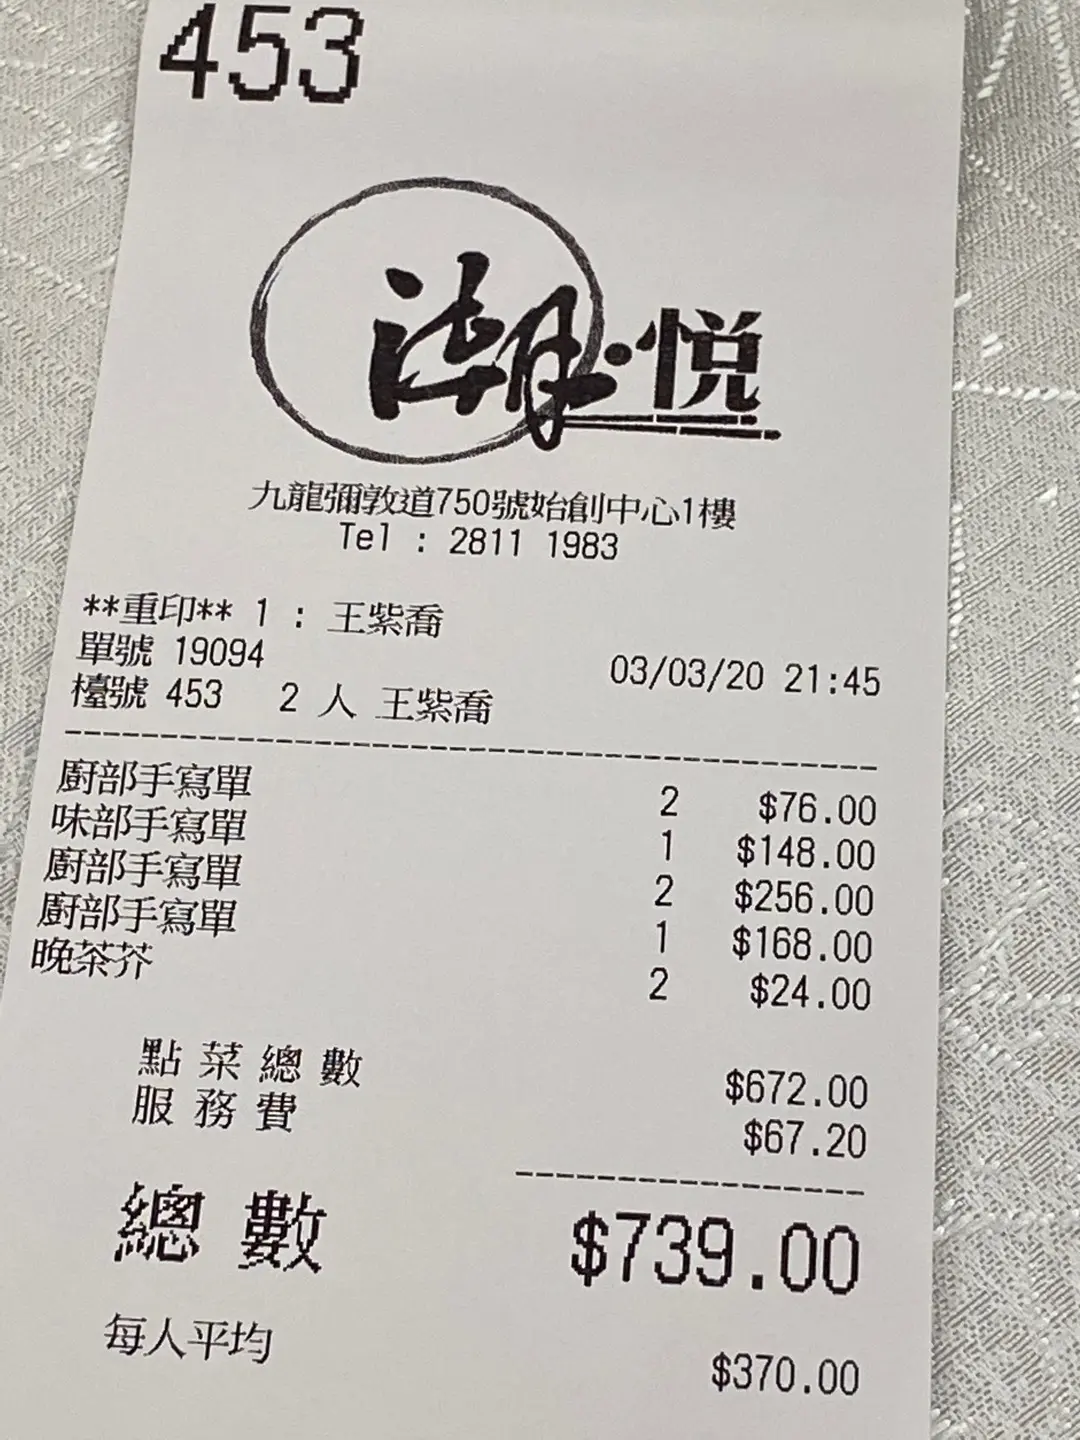 453
潮·悦
九龍彌敦道750號始創中心1樓
Tel : 2811 1983
**重印** 1 : 王紫喬
單號 19094
03/03/20 21:45
檯號 453 2 人 王紫喬
廚部手寫單 2 $76.00
味部手寫單 1 $148.00
廚部手寫單 2 $256.00
廚部手寫單 1 $168.00
晚茶芥 2 $24.00
點菜總數 $672.00
服務費 $67.20
總數 $739.00
每人平均 $370.00